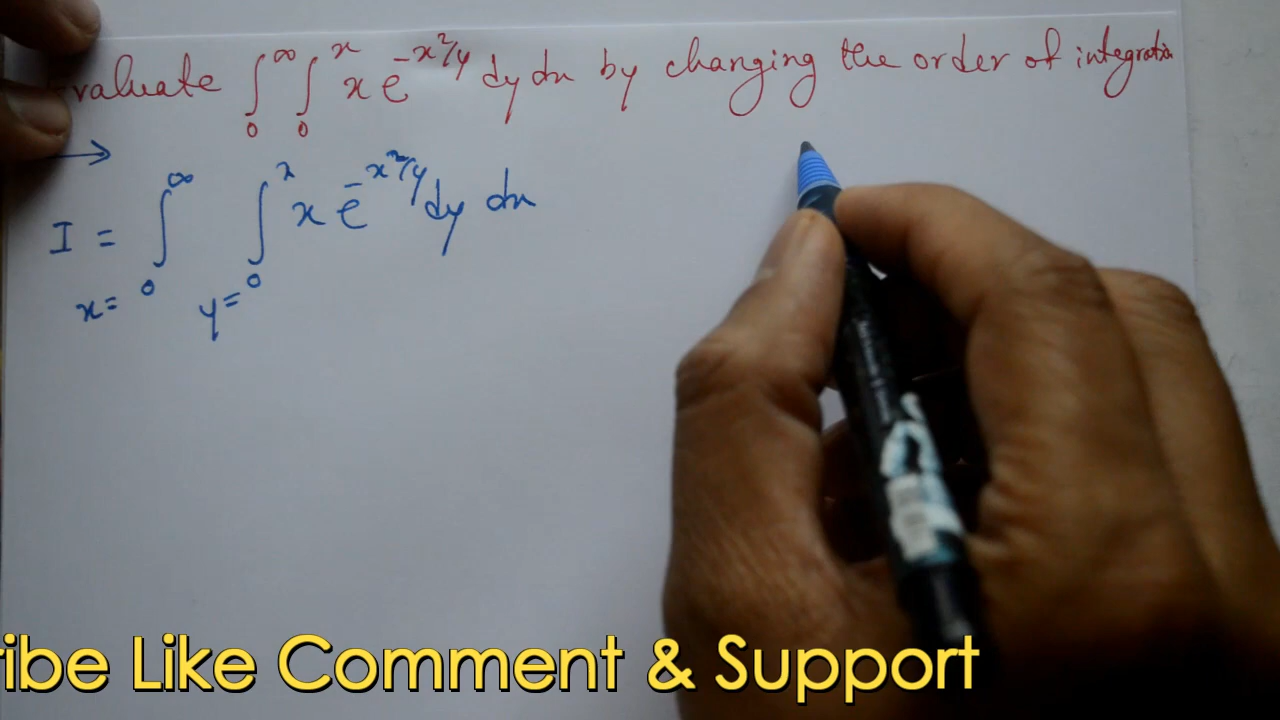 valuate ∫₀^∞ ∫₀^x x e^{-x²/y} dy dx by changing the order of integration
→
I = ∫_{x=0}^∞ ∫_{y=0}^x x e^{-x²/y} dy dx
ribe Like Comment & Support